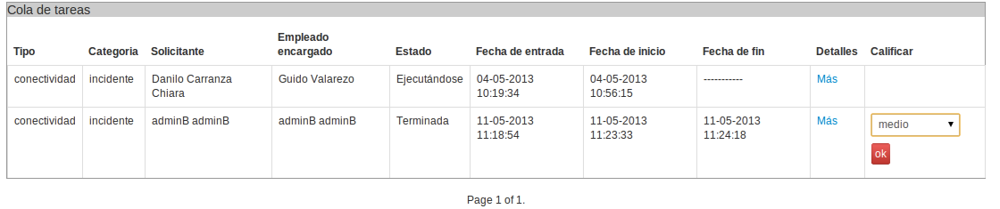 Cola de tareas
Tipo Categoria Solicitante Empleado encargado Estado Fecha de entrada Fecha de inicio Fecha de fin Detalles Calificar
conectividad incidente Danilo Carranza Chiara Guido Valarezo Ejecutándose 04-05-2013 10:19:34 04-05-2013 10:56:15 ----------- Más
conectividad incidente adminB adminB adminB adminB Terminada 11-05-2013 11:18:54 11-05-2013 11:23:33 11-05-2013 11:24:18 Más medio
ok
Page 1 of 1.